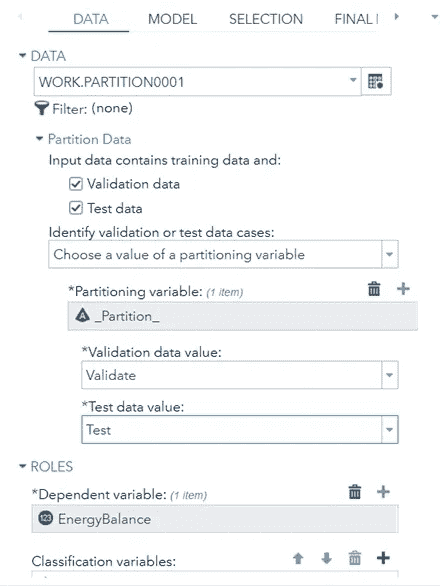 DATA MODEL SELECTION FINAL
DATA
WORK.PARTITION0001
Filter: (none)
Partition Data
Input data contains training data and:
Validation data
Test data
Identify validation or test data cases:
Choose a value of a partitioning variable
*Partitioning variable: (1 item)
_Partition_
*Validation data value:
Validate
*Test data value:
Test
ROLES
*Dependent variable: (1 item)
123 EnergyBalance
Classification variables: